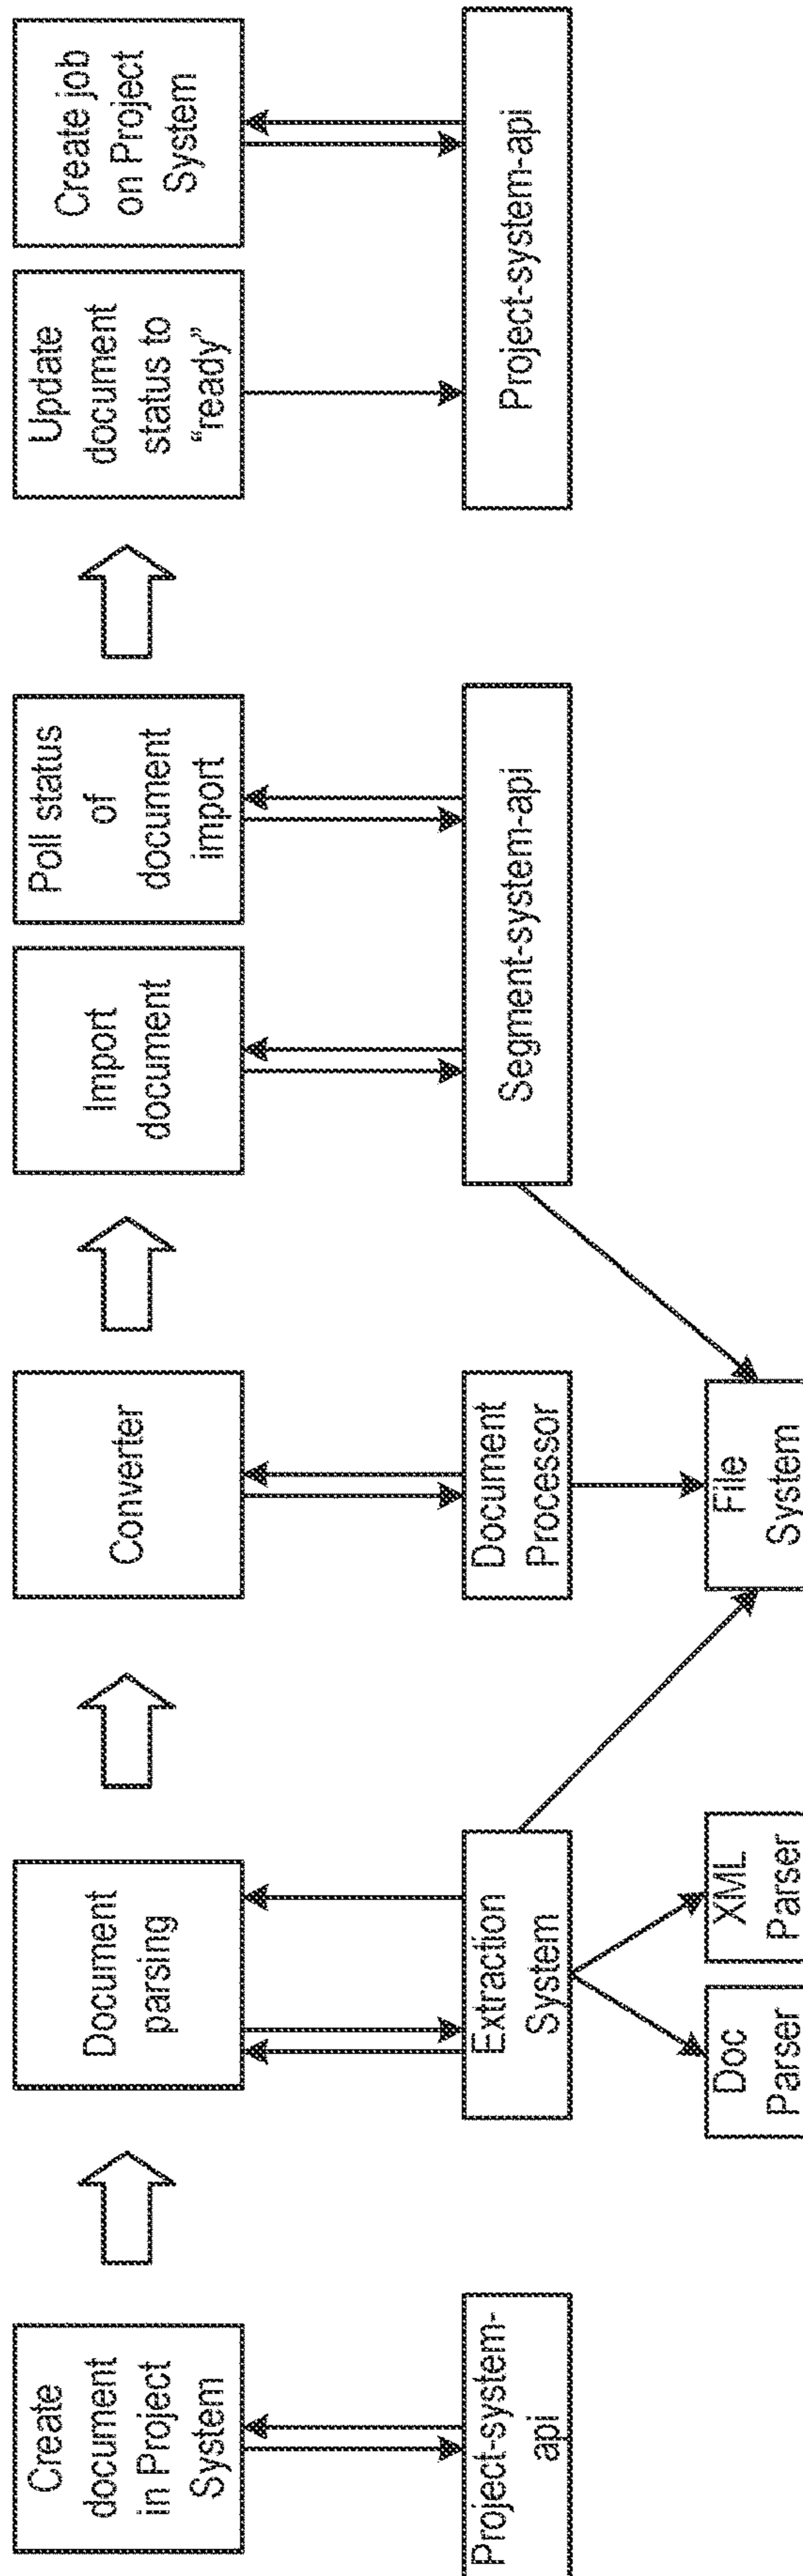 Create
document
in Project
System
Document
parsing
Converter
Import
document
Poll status
of
document
import
Update
document
status to
“ready”
Create job
on Project
System
Project-system-
api
Extraction
System
Document
Processor
Segment-system-api
Project-system-api
Doc
Parser
XML
Parser
File
System